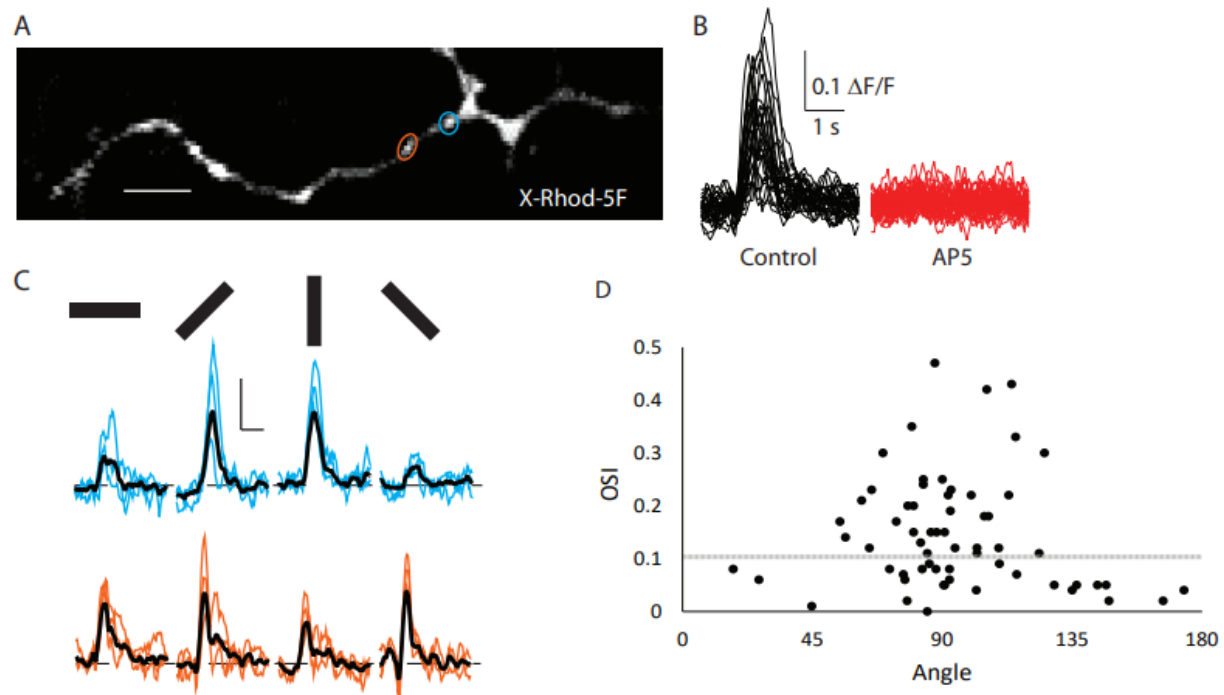 A
X-Rhod-5F
B
0.1 ΔF/F
1 s
Control
AP5
C
D
OSI
0.5
0.4
0.3
0.2
0.1
0
0
45
90
135
180
Angle